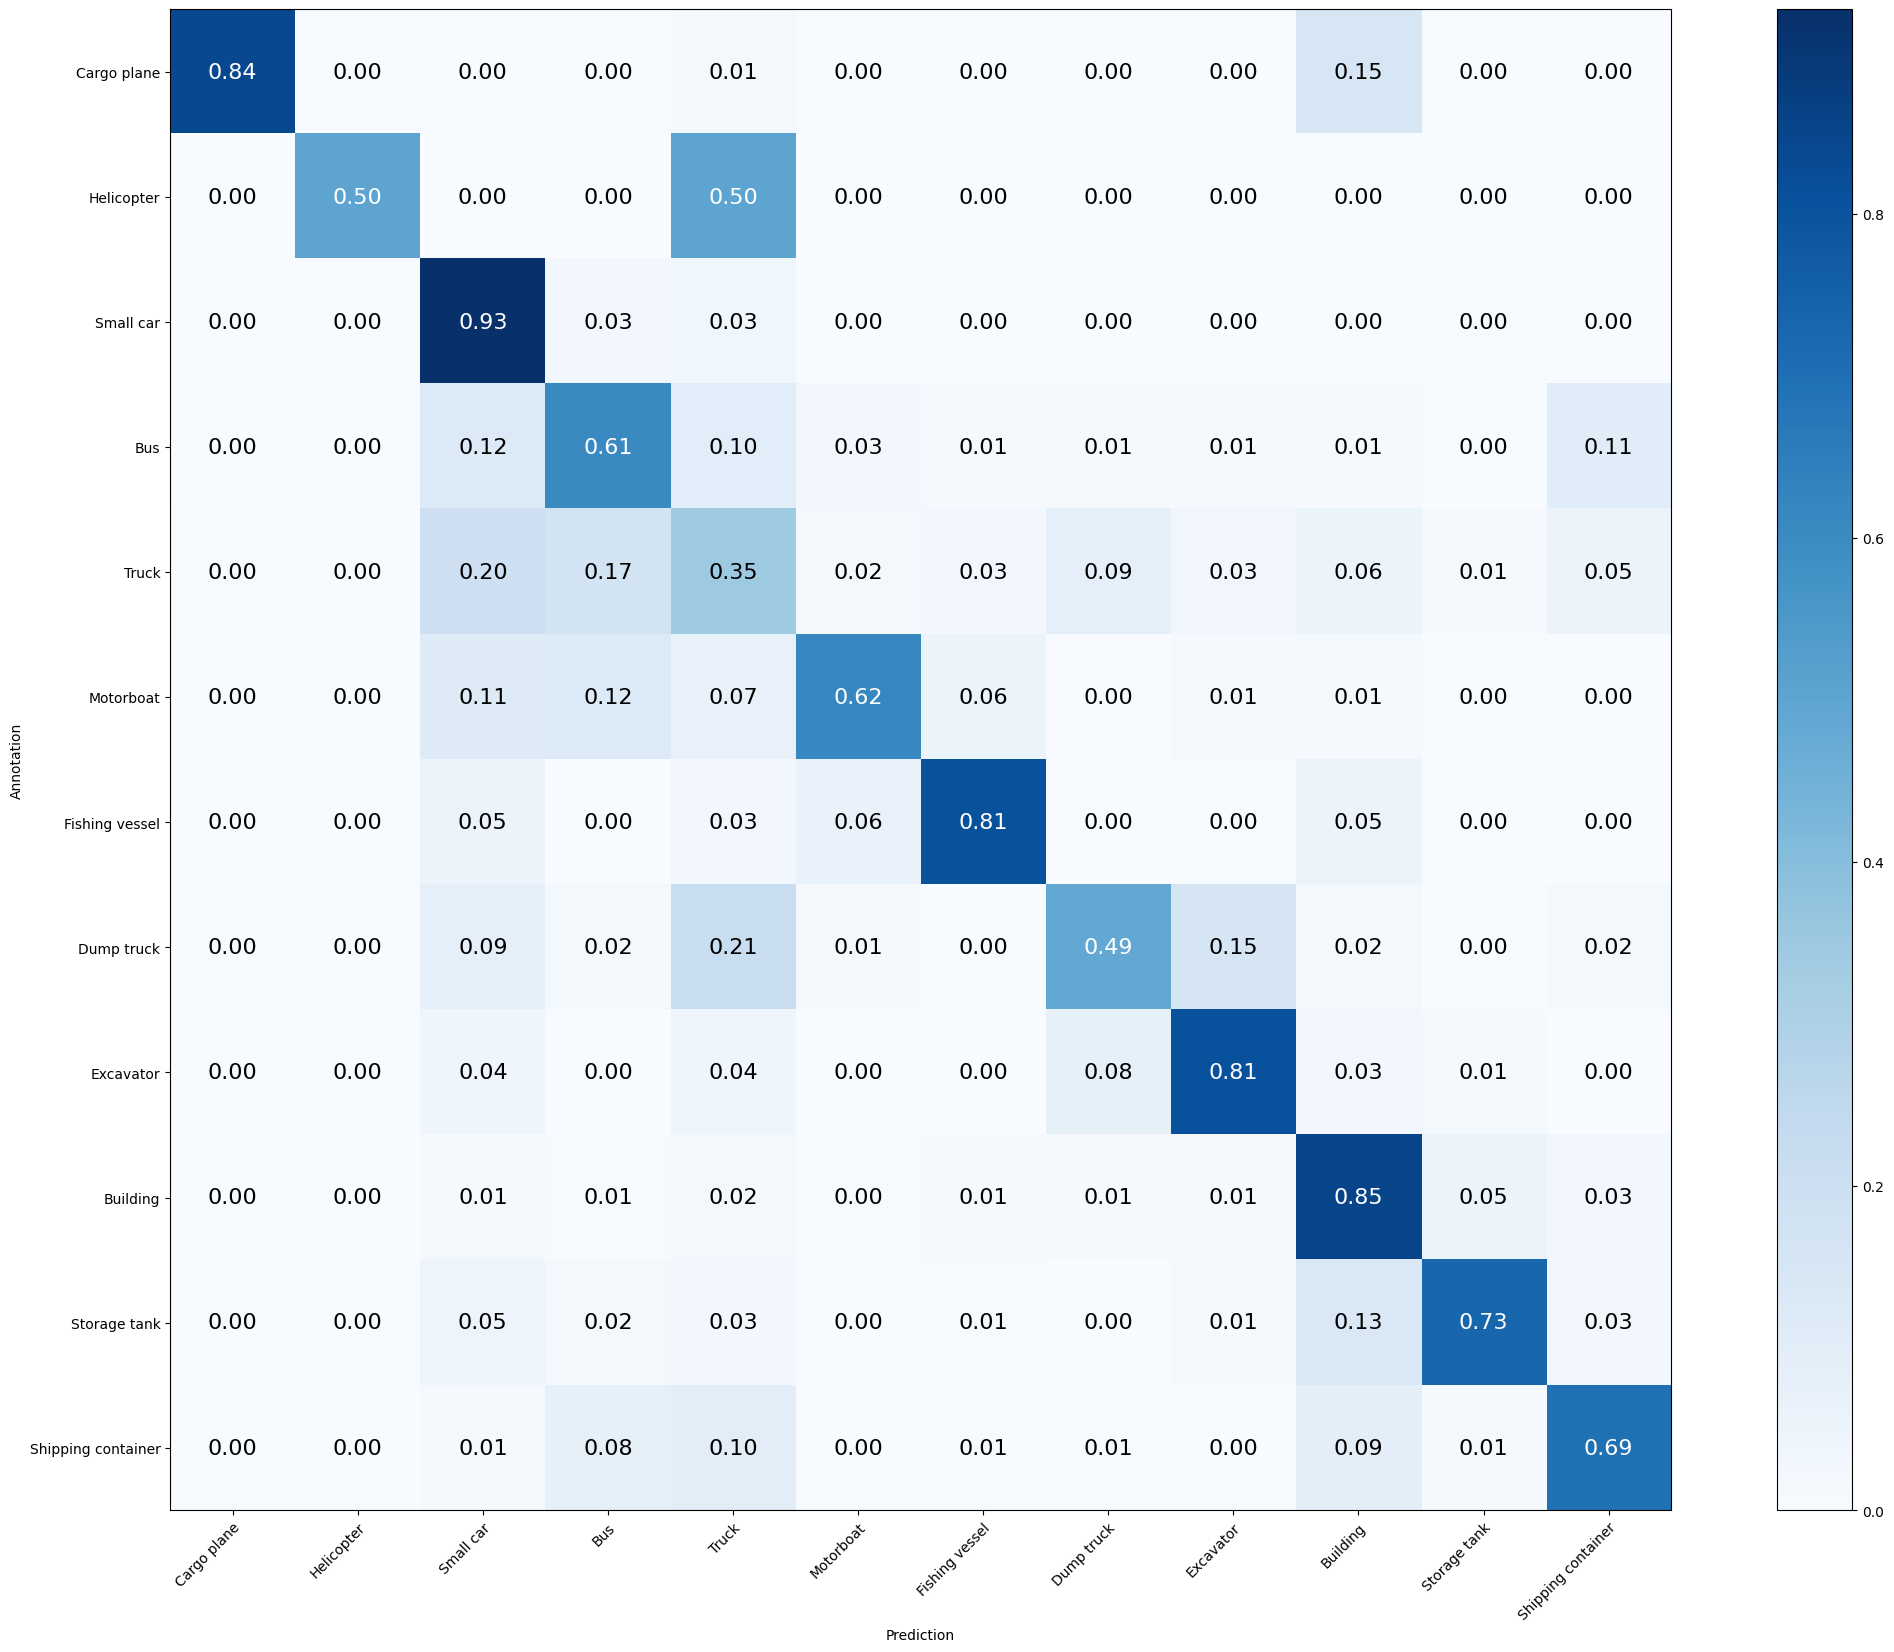 Cargo plane 0.84 0.00 0.00 0.00 0.01 0.00 0.00 0.00 0.00 0.15 0.00 0.00
Helicopter 0.00 0.50 0.00 0.00 0.50 0.00 0.00 0.00 0.00 0.00 0.00 0.00
0.8
Small car 0.00 0.00 0.93 0.03 0.03 0.00 0.00 0.00 0.00 0.00 0.00 0.00
Bus 0.00 0.00 0.12 0.61 0.10 0.03 0.01 0.01 0.01 0.01 0.00 0.11
0.6
Truck 0.00 0.00 0.20 0.17 0.35 0.02 0.03 0.09 0.03 0.06 0.01 0.05
Motorboat 0.00 0.00 0.11 0.12 0.07 0.62 0.06 0.00 0.01 0.01 0.00 0.00
Annotation
Fishing vessel 0.00 0.00 0.05 0.00 0.03 0.06 0.81 0.00 0.00 0.05 0.00 0.00
0.4
Dump truck 0.00 0.00 0.09 0.02 0.21 0.01 0.00 0.49 0.15 0.02 0.00 0.02
Excavator 0.00 0.00 0.04 0.00 0.04 0.00 0.00 0.08 0.81 0.03 0.01 0.00
0.2
Building 0.00 0.00 0.01 0.01 0.02 0.00 0.01 0.01 0.01 0.85 0.05 0.03
Storage tank 0.00 0.00 0.05 0.02 0.03 0.00 0.01 0.00 0.01 0.13 0.73 0.03
Shipping container 0.00 0.00 0.01 0.08 0.10 0.00 0.01 0.01 0.00 0.09 0.01 0.69
0.0
Cargo plane Helicopter Small car Bus Truck Motorboat Fishing vessel Dump truck Excavator Building Storage tank Shipping container
Prediction